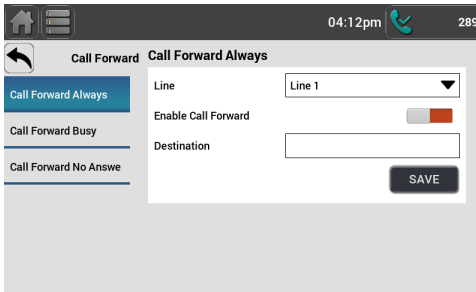 04:12pm
289
Call Forward
Call Forward Always
Call Forward Always
Call Forward Busy
Call Forward No Answe
Line
Line 1
Enable Call Forward
Destination
SAVE